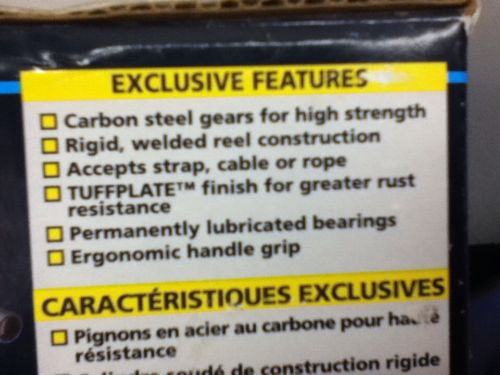 EXCLUSIVE FEATURES
Carbon steel gears for high strength
Rigid, welded reel construction
Accepts strap, cable or rope
TUFFPLATE™ finish for greater rust
resistance
Permanently lubricated bearings
Ergonomic handle grip
CARACTÉRISTIQUES EXCLUSIVES
Pignons en acier au carbone pour haute
résistance
soudé de construction rigide